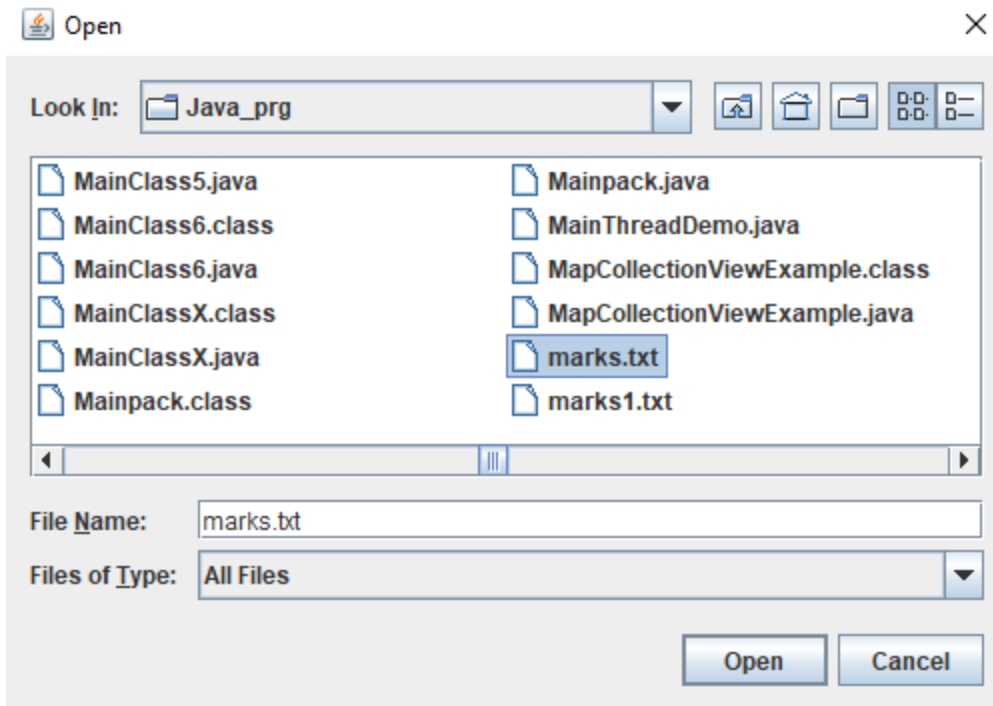 Open
Look In: Java_prg
MainClass5.java
MainClass6.class
MainClass6.java
MainClassX.class
MainClassX.java
Mainpack.class
Mainpack.java
MainThreadDemo.java
MapCollectionViewExample.class
MapCollectionViewExample.java
marks.txt
marks1.txt
File Name: marks.txt
Files of Type: All Files
Open Cancel